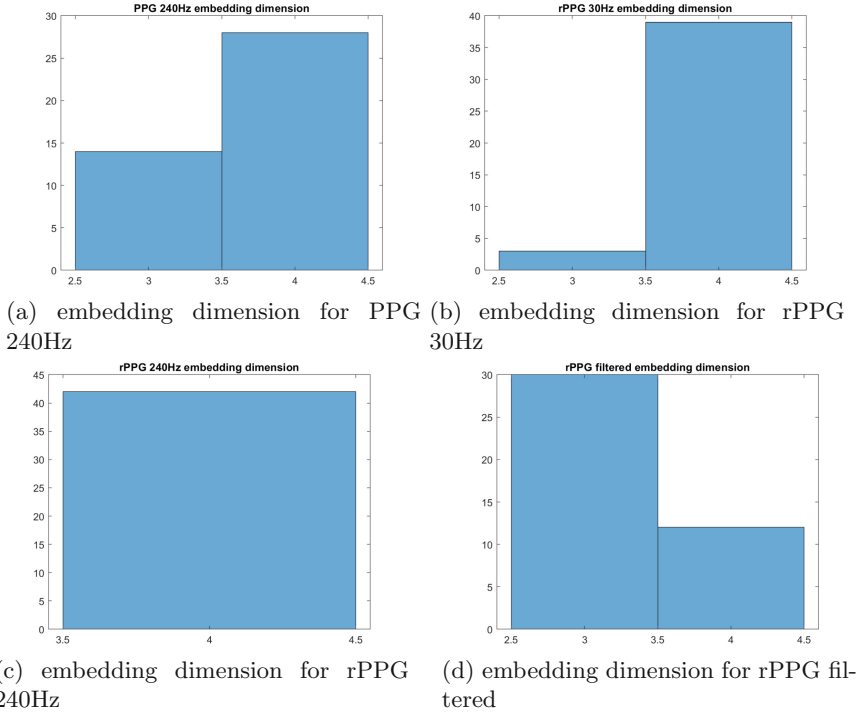 PPG 240Hz embedding dimension
30
25
20
15
10
5
0
2.5 3 3.5 4 4.5
rPPG 30Hz embedding dimension
40
35
30
25
20
15
10
5
0
2.5 3 3.5 4 4.5
(a) embedding dimension for PPG
240Hz
(b) embedding dimension for rPPG
30Hz
rPPG 240Hz embedding dimension
45
40
35
30
25
20
15
10
5
0
3.5 4 4.5
rPPG filtered embedding dimension
30
25
20
15
10
5
0
2.5 3 3.5 4 4.5
(c) embedding dimension for rPPG
240Hz
(d) embedding dimension for rPPG fil-
tered